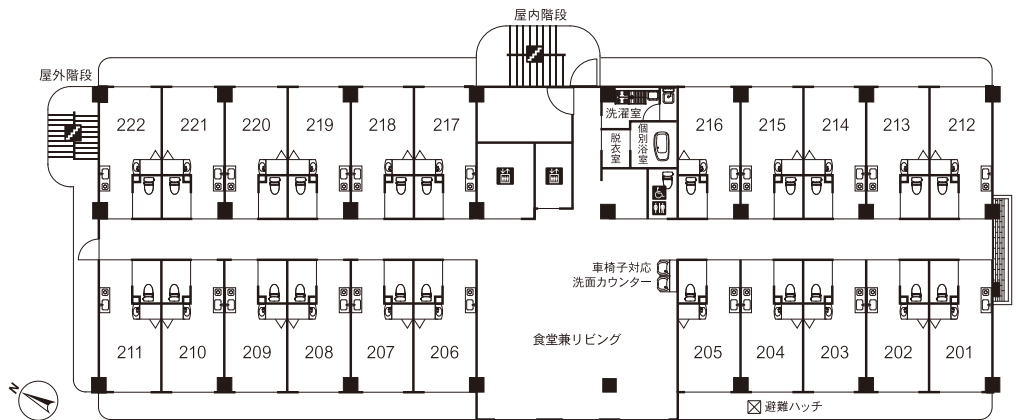 屋内階段
屋外階段
洗濯室
脱衣室
個別浴室
222 221 220 219 218 217 216 215 214 213 212
車椅子対応
洗面カウンター
食堂兼リビング
211 210 209 208 207 206 205 204 203 202 201
避難ハッチ
N